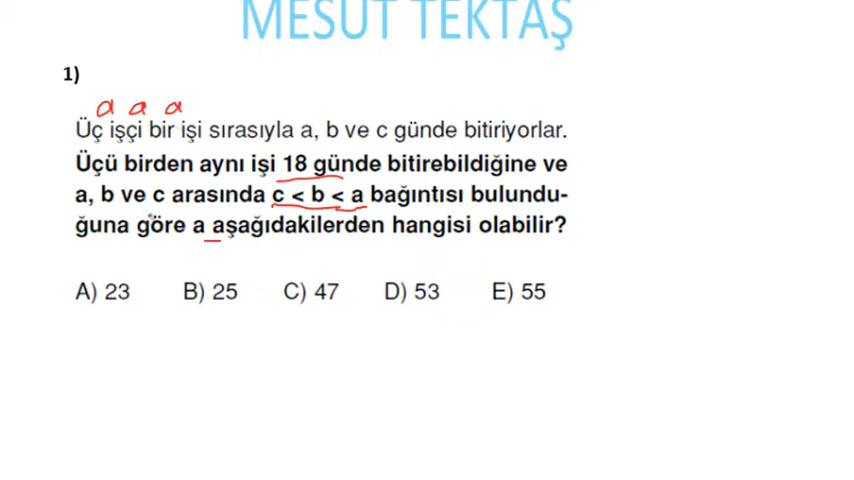 MESUT TEKTAŞ
1)
a a a
Üç işçi bir işi sırasıyla a, b ve c günde bitiriyorlar.
Üçü birden aynı işi 18 günde bitirebildiğine ve
a, b ve c arasında c < b < a bağıntısı bulundu-
ğuna göre a aşağıdakilerden hangisi olabilir?
A) 23 B) 25 C) 47 D) 53 E) 55